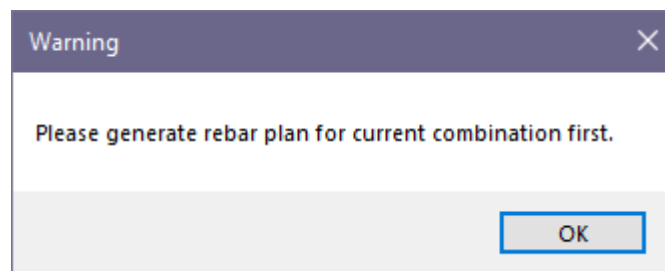 Warning
Please generate rebar plan for current combination first.
OK